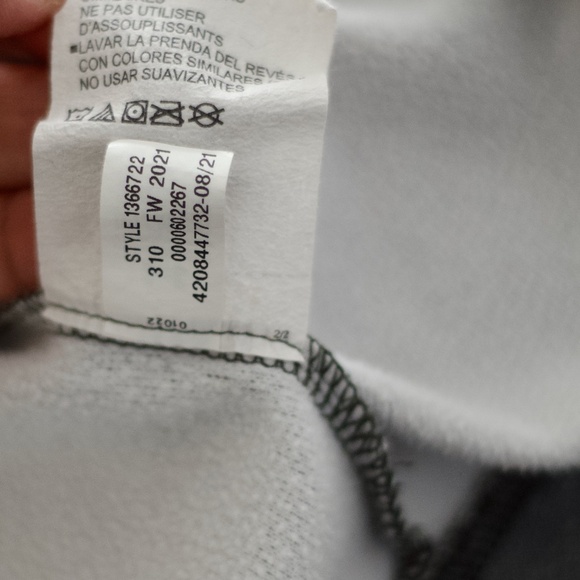 NE PAS UTILISER
D'ASSOUPLISSANTS
■LAVAR LA PRENDA DEL REVÉS
CON COLORES SIMILARES
NO USAR SUAVIZANTES
STYLE 1366722
310 FW 2021
0000602267
4208447732-08/21
01022
2/2